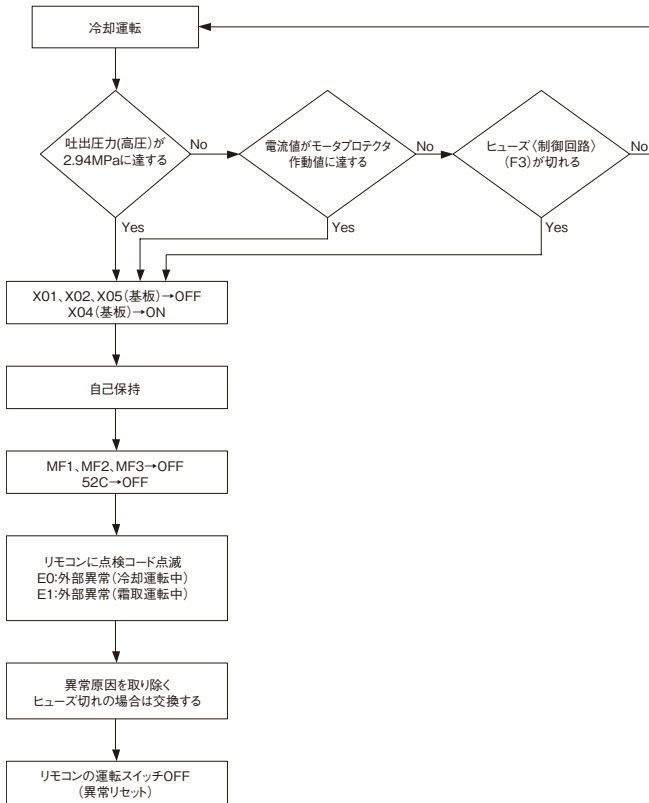 冷却運転
吐出圧力(高圧)が
2.94MPaに達する
No
電流値がモータプロテクタ
作動値に達する
No
ヒューズ〈制御回路〉
(F3)が切れる
No
Yes
Yes
Yes
X01、X02、X05(基板)→OFF
X04(基板)→ON
自己保持
MF1、MF2、MF3→OFF
52C→OFF
リモコンに点検コード点滅
E0:外部異常(冷却運転中)
E1:外部異常(霜取運転中)
異常原因を取り除く
ヒューズ切れの場合は交換する
リモコンの運転スイッチOFF
(異常リセット)